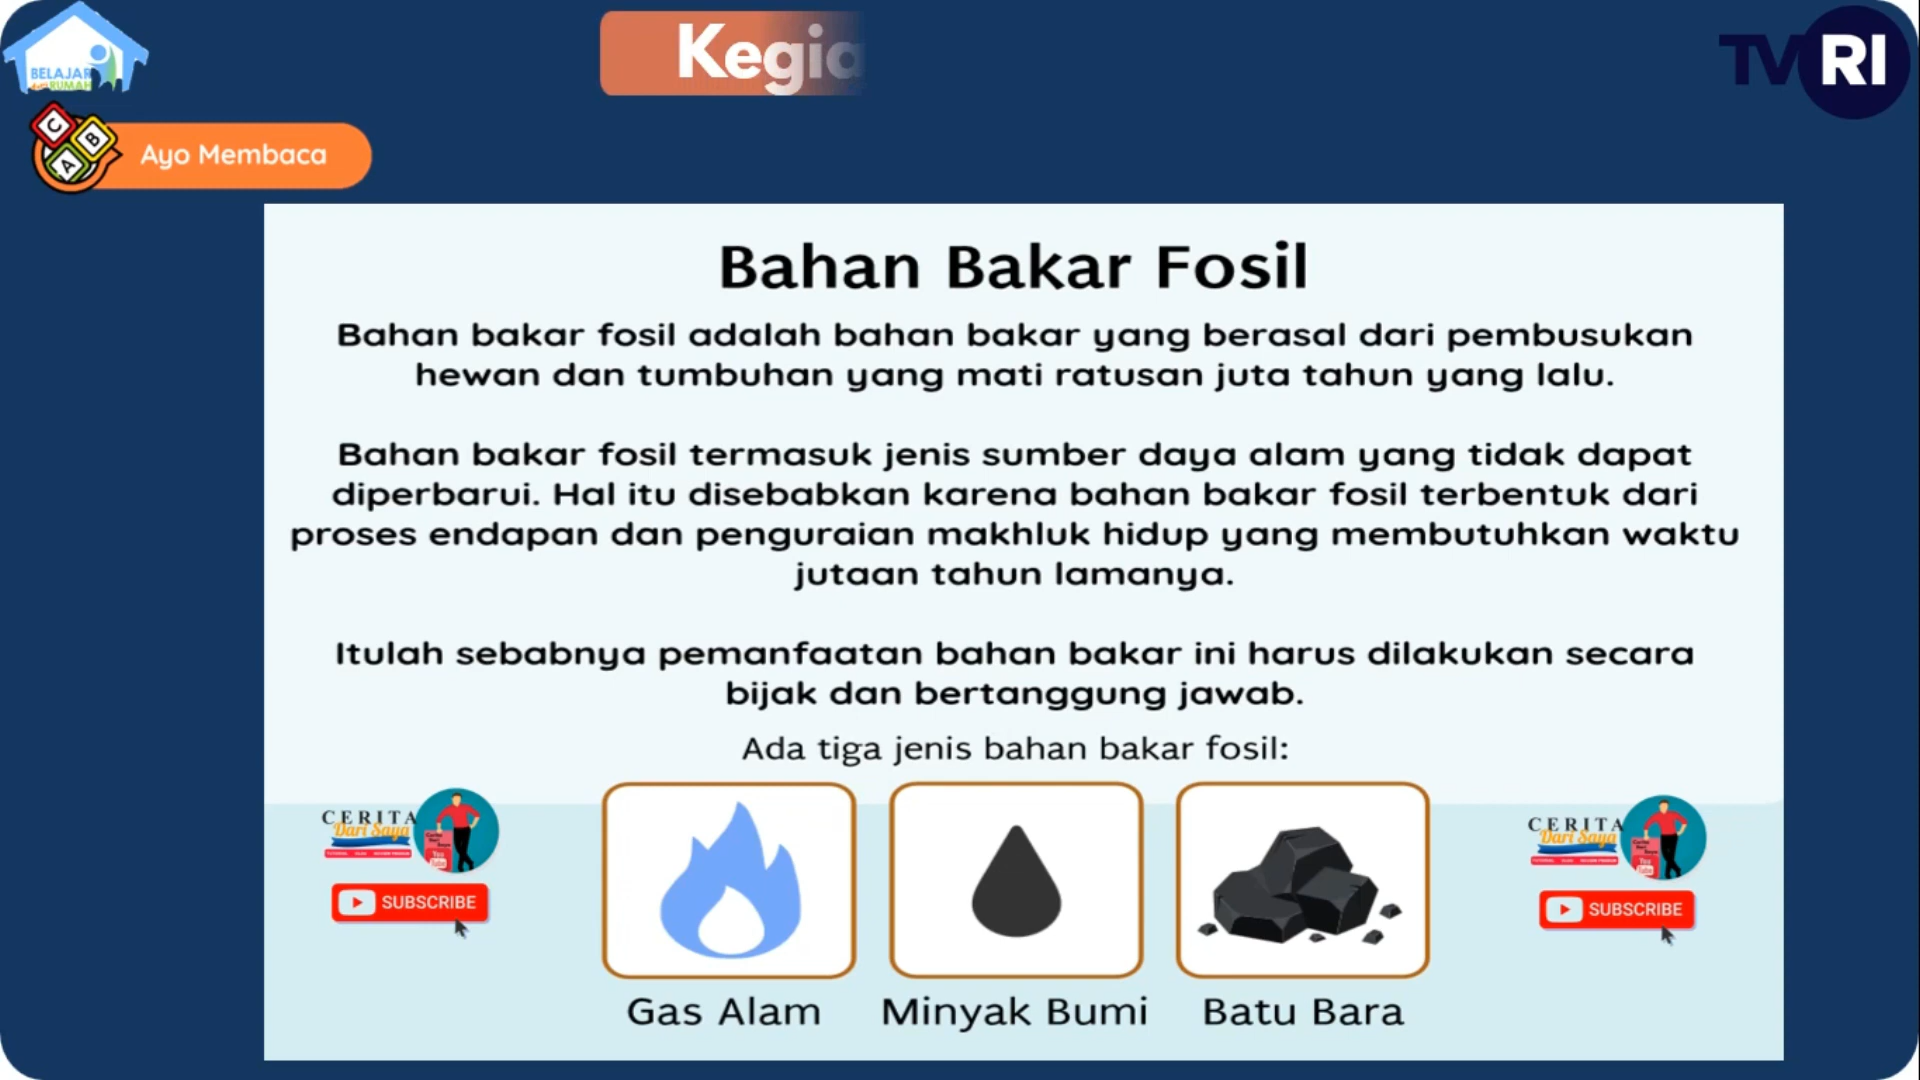 BELAJAR
RUMAH
Kegia
TVRI
C
B
A
Ayo Membaca
Bahan Bakar Fosil
Bahan bakar fosil adalah bahan bakar yang berasal dari pembusukan
hewan dan tumbuhan yang mati ratusan juta tahun yang lalu.
Bahan bakar fosil termasuk jenis sumber daya alam yang tidak dapat
diperbarui. Hal itu disebabkan karena bahan bakar fosil terbentuk dari
proses endapan dan penguraian makhluk hidup yang membutuhkan waktu
jutaan tahun lamanya.
Itulah sebabnya pemanfaatan bahan bakar ini harus dilakukan secara
bijak dan bertanggung jawab.
Ada tiga jenis bahan bakar fosil:
CERITA
Dari Saya
SUBSCRIBE
CERITA
Dari Saya
SUBSCRIBE
Gas Alam
Minyak Bumi
Batu Bara